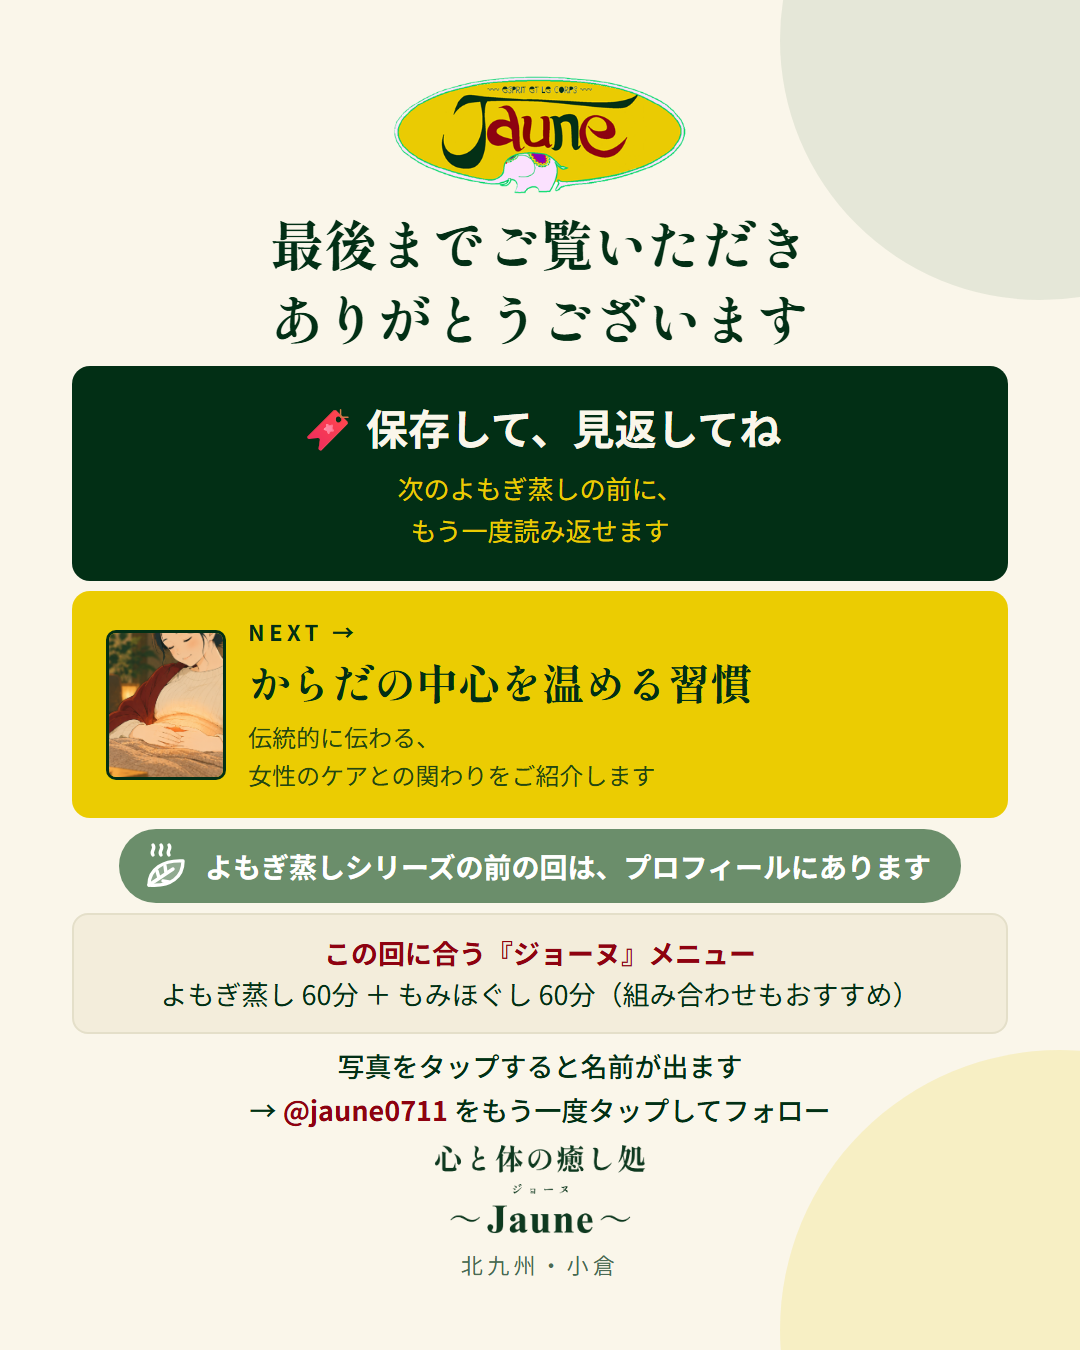 〜 ESPRIT ET LE CORPS 〜
Jaune
最後までご覧いただき
ありがとうございます
保存して、見返してね
次のよもぎ蒸しの前に、
もう一度読み返せます
NEXT →
からだの中心を温める習慣
伝統的に伝わる、
女性のケアとの関わりをご紹介します
よもぎ蒸しシリーズの前の回は、プロフィールにあります
この回に合う『ジョーヌ』メニュー
よもぎ蒸し 60分 ＋ もみほぐし 60分（組み合わせもおすすめ）
写真をタップすると名前が出ます
→ @jaune0711 をもう一度タップしてフォロー
心と体の癒し処
ジョーヌ
〜Jaune〜
北九州・小倉